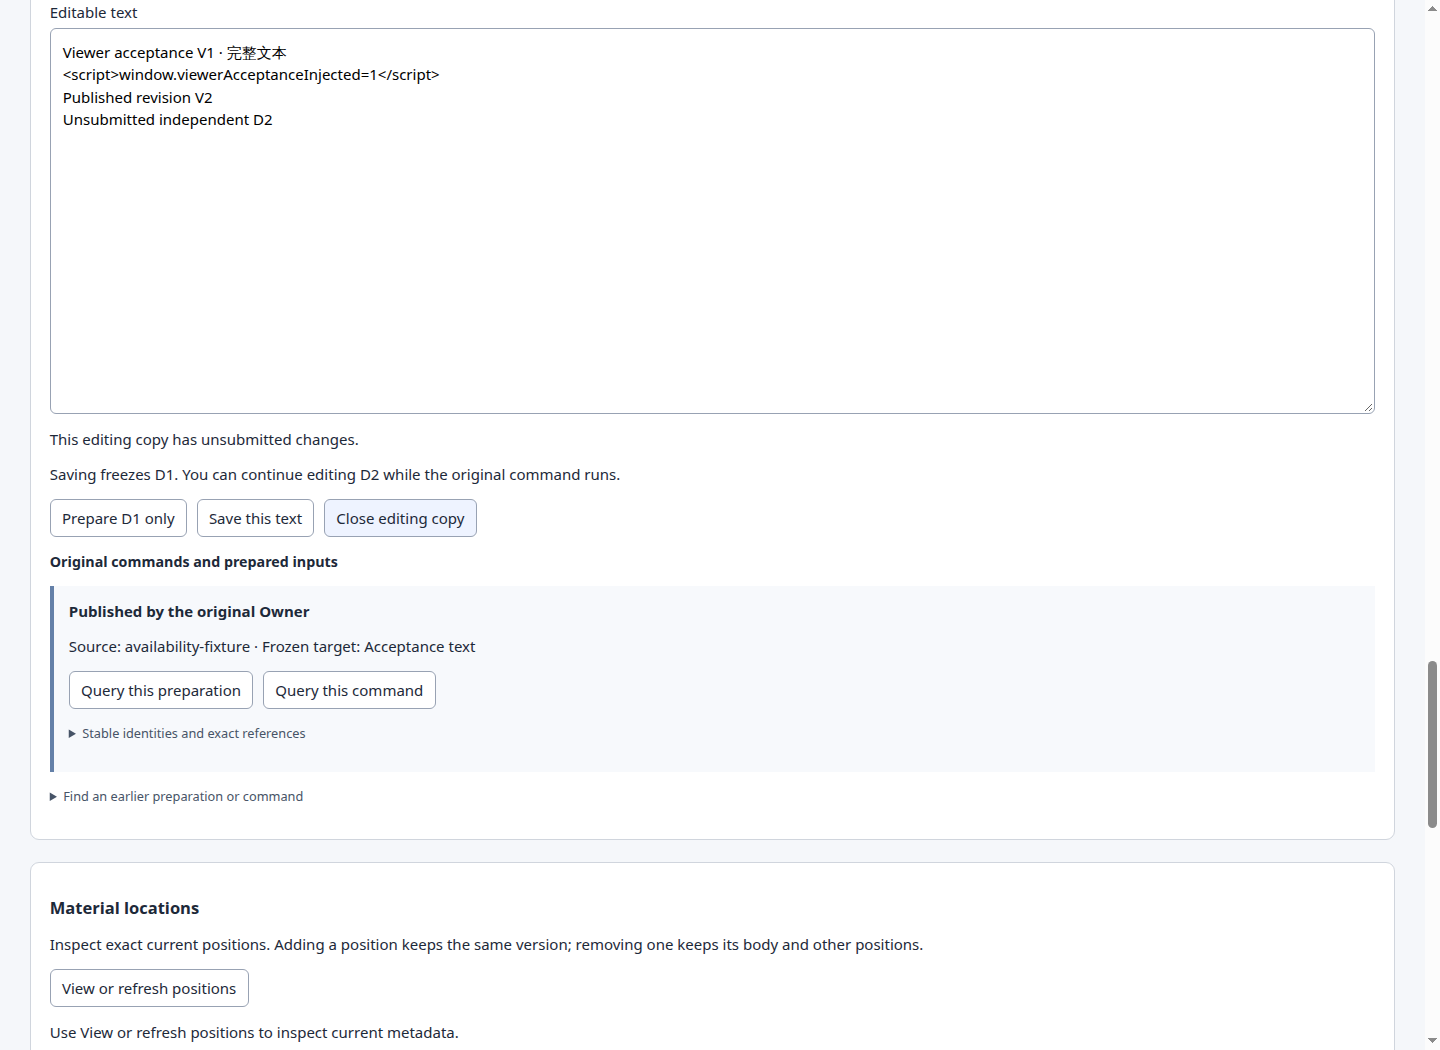 Editable text
Viewer acceptance V1 · 完整文本
<script>window.viewerAcceptanceInjected=1</script>
Published revision V2
Unsubmitted independent D2
This editing copy has unsubmitted changes.
Saving freezes D1. You can continue editing D2 while the original command runs.
Prepare D1 only
Save this text
Close editing copy
Original commands and prepared inputs
Published by the original Owner
Source: availability-fixture · Frozen target: Acceptance text
Query this preparation
Query this command
Stable identities and exact references
Find an earlier preparation or command
Material locations
Inspect exact current positions. Adding a position keeps the same version; removing one keeps its body and other positions.
View or refresh positions
Use View or refresh positions to inspect current metadata.